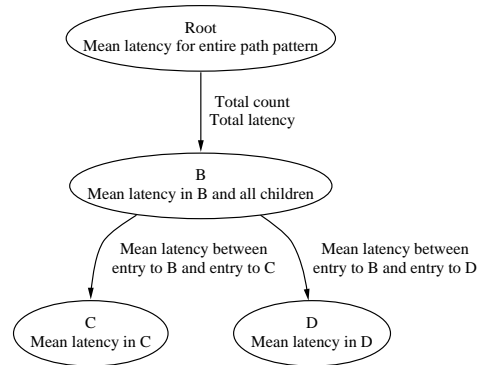 Root
Mean latency for entire path pattern
Total count
Total latency
B
Mean latency in B and all children
Mean latency between
entry to B and entry to C
Mean latency between
entry to B and entry to D
C
Mean latency in C
D
Mean latency in D